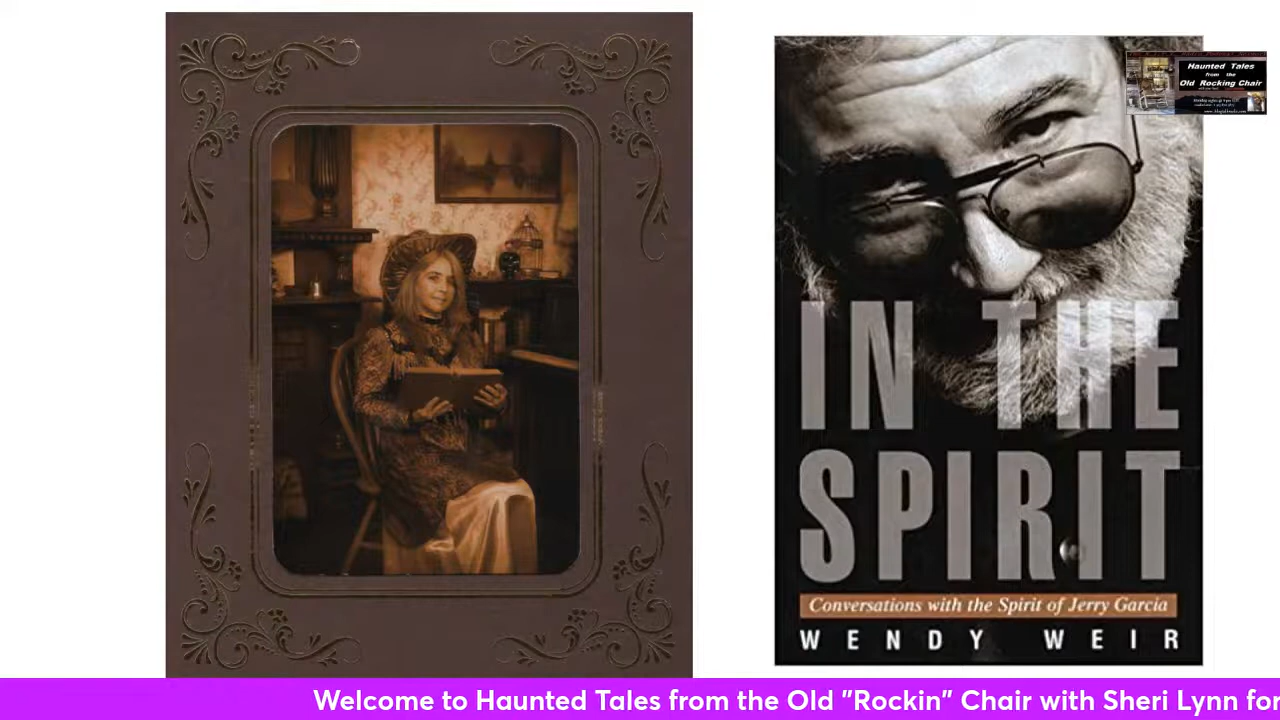 Haunted Tales
from the
Old Rocking Chair
IN THE
SPIRIT
Conversations with the Spirit of Jerry Garcia
WENDY WEIR
Welcome to Haunted Tales from the Old "Rockin" Chair with Sheri Lynn for